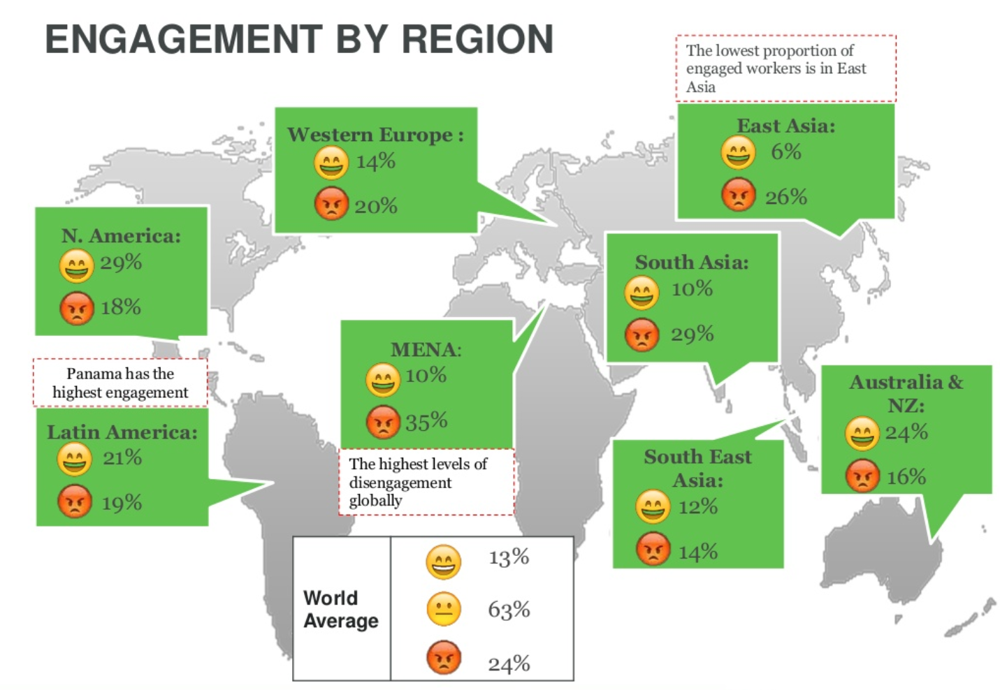 ENGAGEMENT BY REGION
The lowest proportion of
engaged workers is in East
Asia
Western Europe :
14%
20%
East Asia:
6%
26%
N. America:
29%
18%
South Asia:
10%
29%
MENA:
10%
35%
The highest levels of
disengagement
globally
Panama has the
highest engagement
Latin America:
21%
19%
Australia &
NZ:
24%
16%
South East
Asia:
12%
14%
World
Average
13%
63%
24%